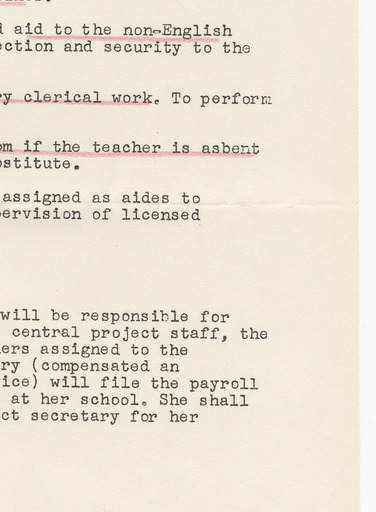 aid to the non-English
ction and security to the
y clerical work. To perform
om if the teacher is asbent
stitute.
assigned as aides to
ervision of licensed
will be responsible for
central project staff, the
ers assigned to the
ry (compensated an
ice) will file the payroll
at her school. She shall
ct secretary for her